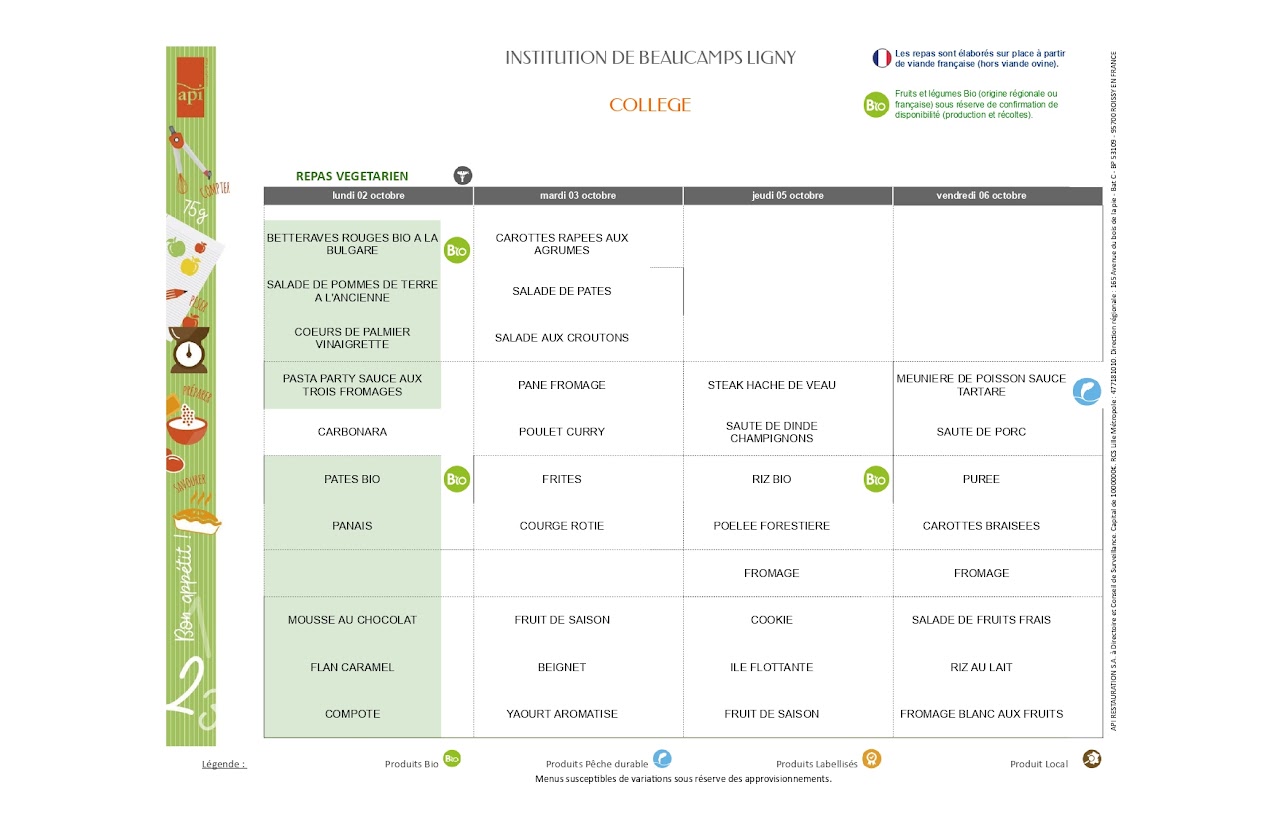 INSTITUTION DE BEAUCAMPS LIGNY
COLLEGE
Les repas sont élaborés sur place à partir
de viande française (hors viande ovine).
BIO
Fruits et légumes Bio (origine régionale ou
française) sous réserve de confirmation de
disponibilité (production et récoltes).
api
COMPTER
75g
PESER
PRÉPARER
SAVOURER
Bon appétit !
2
3
REPAS VEGETARIEN
lundi 02 octobre
mardi 03 octobre
jeudi 05 octobre
vendredi 06 octobre
BETTERAVES ROUGES BIO A LA
BULGARE
BIO
CAROTTES RAPEES AUX
AGRUMES
SALADE DE POMMES DE TERRE
A L'ANCIENNE
SALADE DE PATES
COEURS DE PALMIER
VINAIGRETTE
SALADE AUX CROUTONS
PASTA PARTY SAUCE AUX
TROIS FROMAGES
PANE FROMAGE
STEAK HACHE DE VEAU
MEUNIERE DE POISSON SAUCE
TARTARE
CARBONARA
POULET CURRY
SAUTE DE DINDE
CHAMPIGNONS
SAUTE DE PORC
PATES BIO
BIO
FRITES
RIZ BIO
BIO
PUREE
PANAIS
COURGE ROTIE
POELEE FORESTIERE
CAROTTES BRAISEES
FROMAGE
FROMAGE
MOUSSE AU CHOCOLAT
FRUIT DE SAISON
COOKIE
SALADE DE FRUITS FRAIS
FLAN CARAMEL
BEIGNET
ILE FLOTTANTE
RIZ AU LAIT
COMPOTE
YAOURT AROMATISE
FRUIT DE SAISON
FROMAGE BLANC AUX FRUITS
API RESTAURATION S.A. à Directoire et Conseil de Surveillance. Capital de 1000000€. RCS Lille Métropole : 477181010. Direction régionale : 165 Avenue du bois de la pie - Bat C - BP 53109 - 95700 ROISSY EN FRANCE
Légende :
Produits Bio
BIO
Produits Pêche durable
Produits Labellisés
Produit Local
Menus susceptibles de variations sous réserve des approvisionnements.